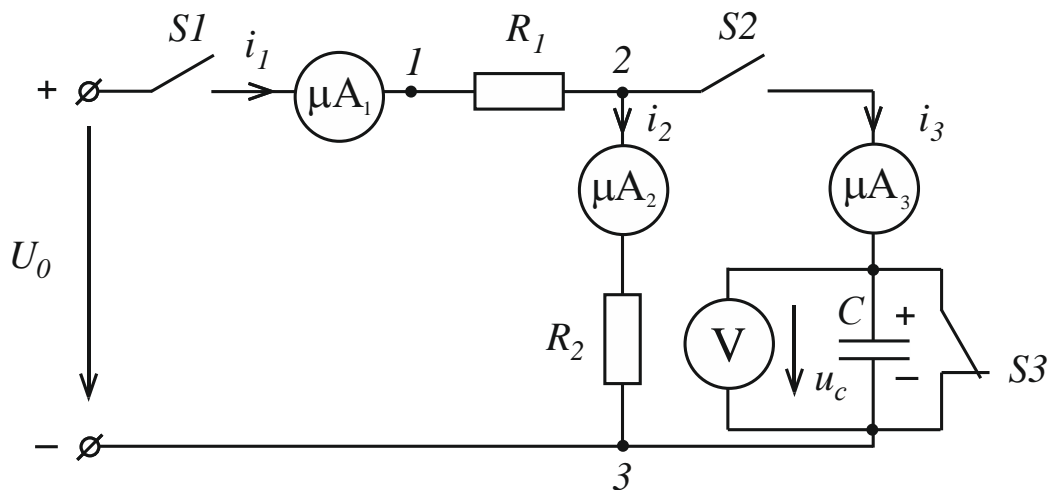 S1
i1
R1
S2
1
2
+
μA1
i2
i3
μA2
μA3
U0
R2
V
C
+
−
uc
S3
−
3